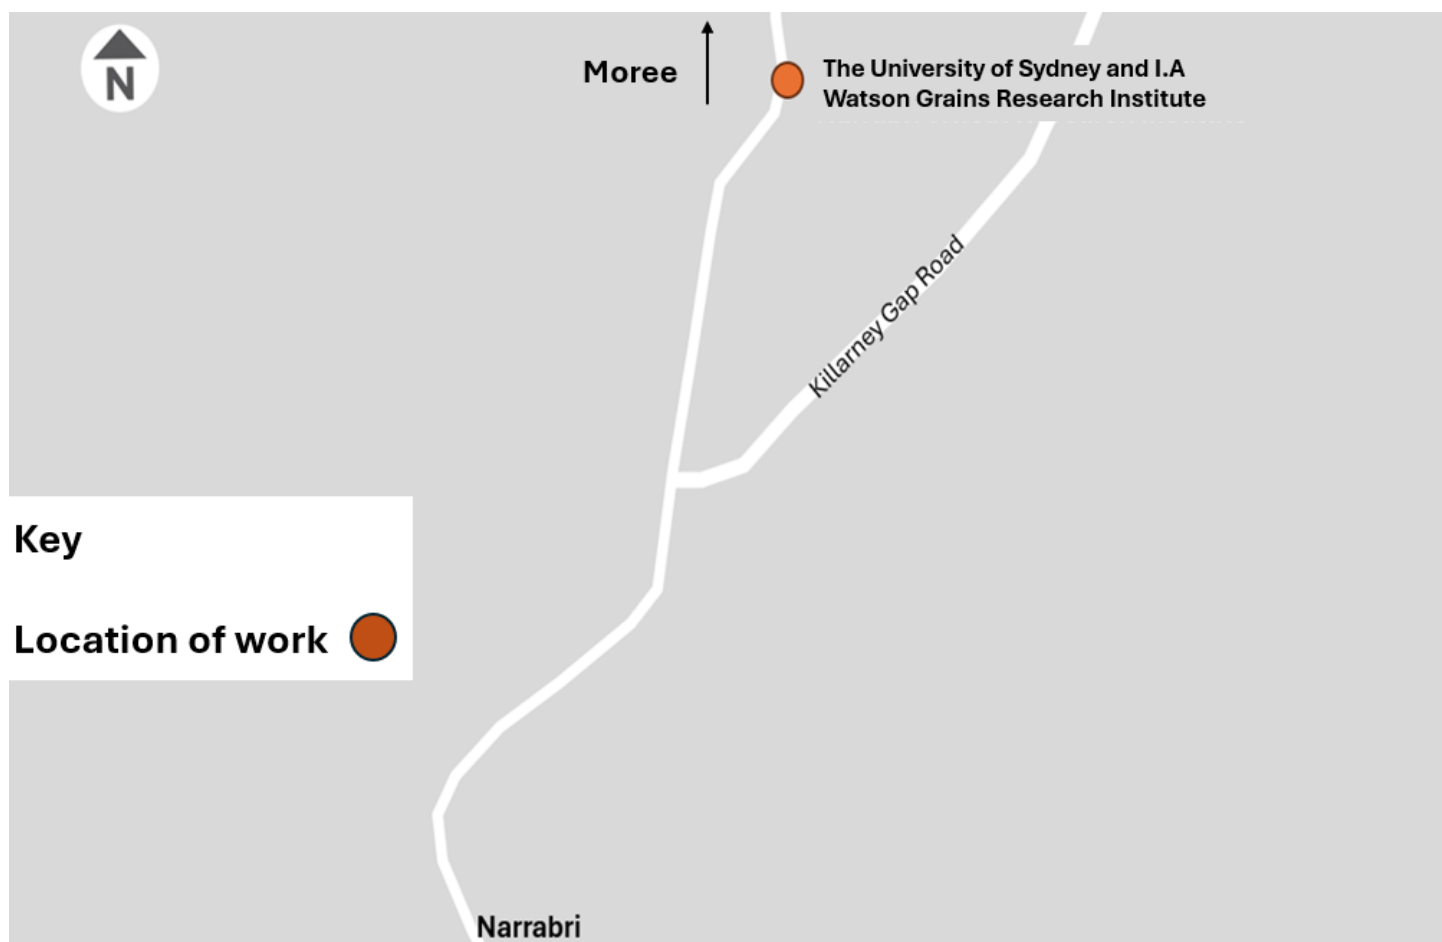 N
Moree
The University of Sydney and I.A
Watson Grains Research Institute
Killarney Gap Road
Key
Location of work
Narrabri